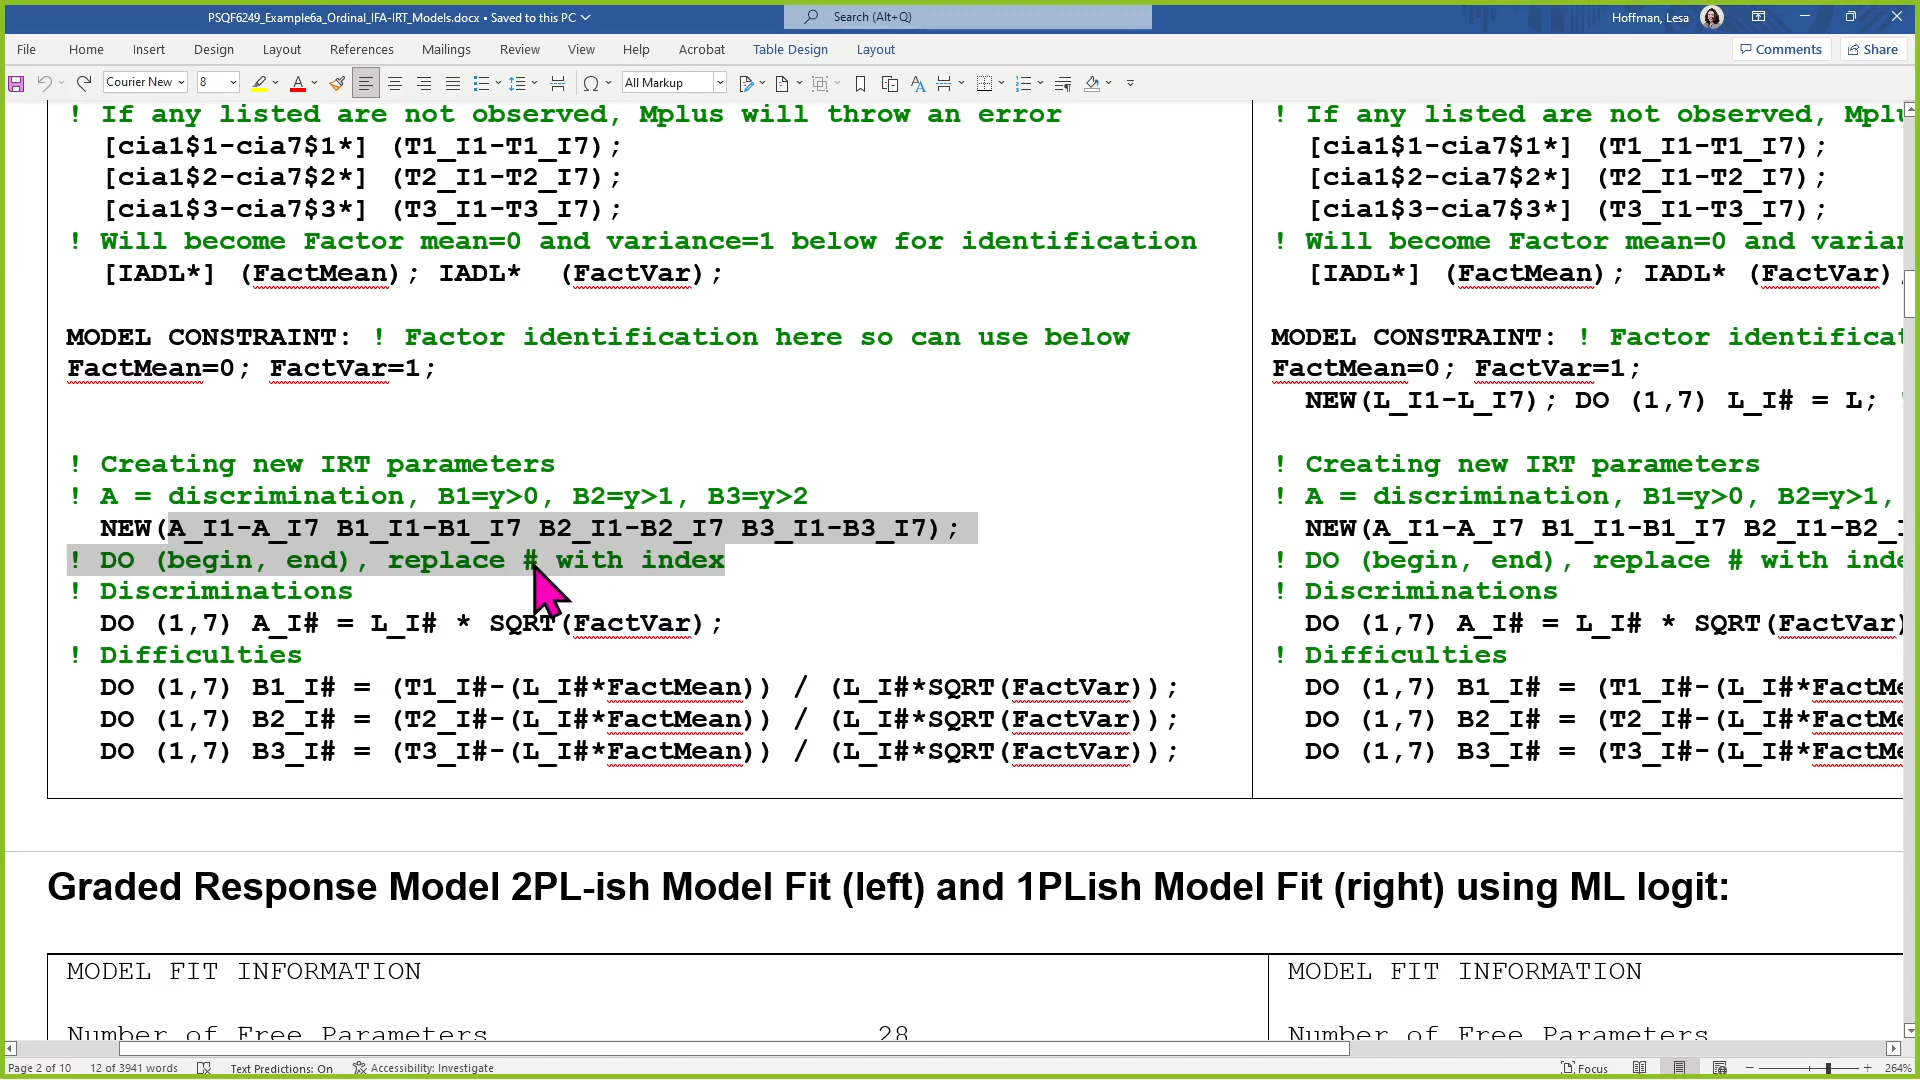 PSQF6249_Example6a_Ordinal_IFA-IRT_Models.docx • Saved to this PC
Search (Alt+Q)
Hoffman, Lesa
File Home Insert Design Layout References Mailings Review View Help Acrobat Table Design Layout
Comments Share
Courier New 8 All Markup
! If any listed are not observed, Mplus will throw an error
[cia1$1-cia7$1*] (T1_I1-T1_I7);
[cia1$2-cia7$2*] (T2_I1-T2_I7);
[cia1$3-cia7$3*] (T3_I1-T3_I7);
! Will become Factor mean=0 and variance=1 below for identification
[IADL*] (FactMean); IADL* (FactVar);
MODEL CONSTRAINT: ! Factor identification here so can use below
FactMean=0; FactVar=1;
! Creating new IRT parameters
! A = discrimination, B1=y>0, B2=y>1, B3=y>2
NEW(A_I1-A_I7 B1_I1-B1_I7 B2_I1-B2_I7 B3_I1-B3_I7);
! DO (begin, end), replace # with index
! Discriminations
DO (1,7) A_I# = L_I# * SQRT(FactVar);
! Difficulties
DO (1,7) B1_I# = (T1_I#-(L_I#*FactMean)) / (L_I#*SQRT(FactVar));
DO (1,7) B2_I# = (T2_I#-(L_I#*FactMean)) / (L_I#*SQRT(FactVar));
DO (1,7) B3_I# = (T3_I#-(L_I#*FactMean)) / (L_I#*SQRT(FactVar));
! If any listed are not observed, Mpl
[cia1$1-cia7$1*] (T1_I1-T1_I7);
[cia1$2-cia7$2*] (T2_I1-T2_I7);
[cia1$3-cia7$3*] (T3_I1-T3_I7);
! Will become Factor mean=0 and varian
[IADL*] (FactMean); IADL* (FactVar)
MODEL CONSTRAINT: ! Factor identificat
FactMean=0; FactVar=1;
NEW(L_I1-L_I7); DO (1,7) L_I# = L;
! Creating new IRT parameters
! A = discrimination, B1=y>0, B2=y>1,
NEW(A_I1-A_I7 B1_I1-B1_I7 B2_I1-B2_
! DO (begin, end), replace # with inde
! Discriminations
DO (1,7) A_I# = L_I# * SQRT(FactVar)
! Difficulties
DO (1,7) B1_I# = (T1_I#-(L_I#*FactMe
DO (1,7) B2_I# = (T2_I#-(L_I#*FactMe
DO (1,7) B3_I# = (T3_I#-(L_I#*FactMe
Graded Response Model 2PL-ish Model Fit (left) and 1PLish Model Fit (right) using ML logit:
MODEL FIT INFORMATION
Number of Free Parameters 28
MODEL FIT INFORMATION
Number of Free Parameters
Page 2 of 10 12 of 3941 words Text Predictions: On Accessibility: Investigate Focus 264%